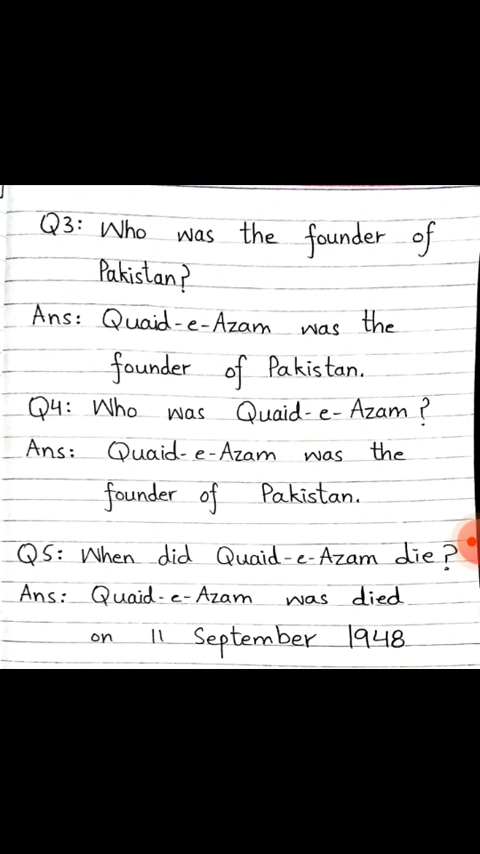 Q3: Who was the founder of
Pakistan?
Ans: Quaid-e-Azam was the
founder of Pakistan.
Q4: Who was Quaid-e-Azam?
Ans: Quaid-e-Azam was the
founder of Pakistan.
Q5: When did Quaid-e-Azam die?
Ans: Quaid-e-Azam was died
on 11 September 1948